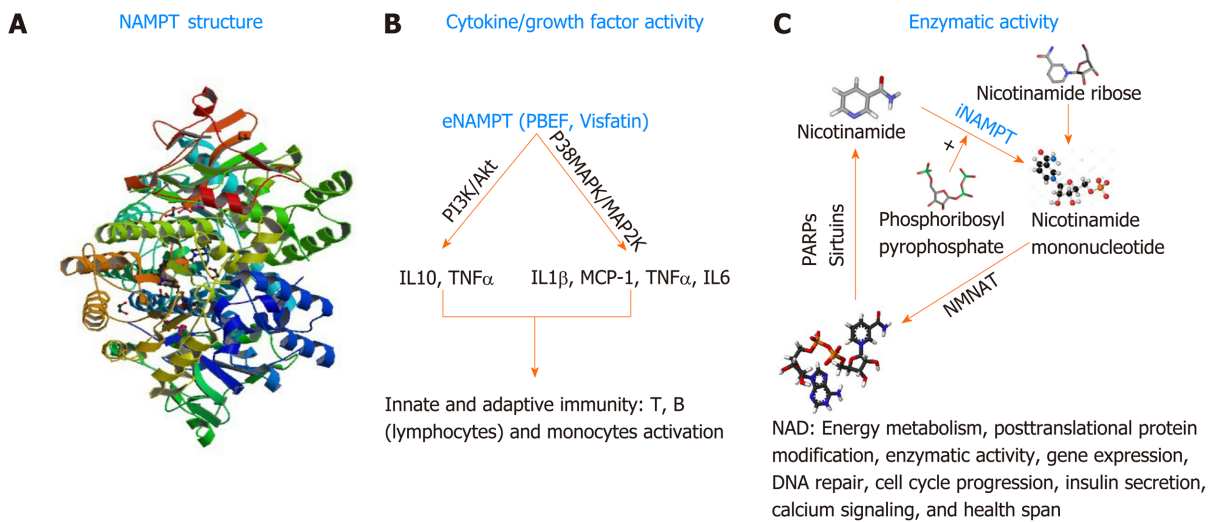 A
NAMPT structure
B
Cytokine/growth factor activity
eNAMPT (PBEF, Visfatin)
PI3K/Akt
P38MAPK/MAP2K
IL10, TNFα
IL1β, MCP-1, TNFα, IL6
Innate and adaptive immunity: T, B
(lymphocytes) and monocytes activation
C
Enzymatic activity
Nicotinamide ribose
Nicotinamide
iNAMPT
+
Phosphoribosyl
pyrophosphate
Nicotinamide
mononucleotide
PARPs
Sirtuins
NMNAT
NAD: Energy metabolism, posttranslational protein
modification, enzymatic activity, gene expression,
DNA repair, cell cycle progression, insulin secretion,
calcium signaling, and health span